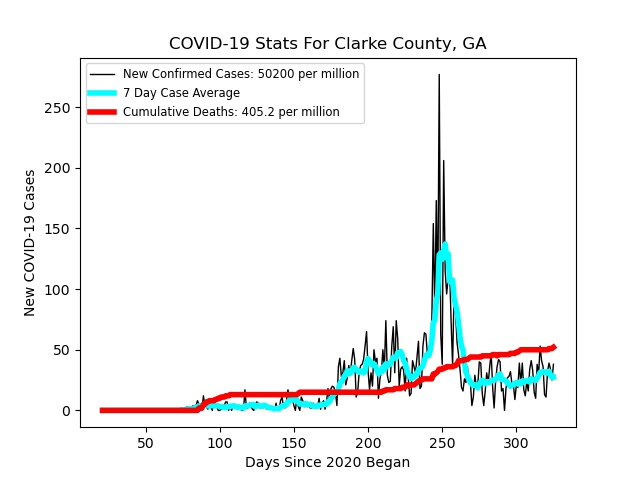 COVID-19 Stats For Clarke County, GA
New Confirmed Cases: 50200 per million
7 Day Case Average
Cumulative Deaths: 405.2 per million
New COVID-19 Cases
250
200
150
100
50
0
50
100
150
200
250
300
Days Since 2020 Began